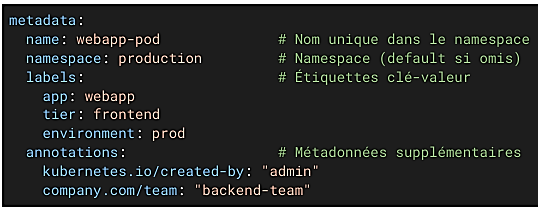 metadata:
  name: webapp-pod                # Nom unique dans le namespace
  namespace: production           # Namespace (default si omis)
  labels:                         # Étiquettes clé-valeur
    app: webapp
    tier: frontend
    environment: prod
  annotations:                    # Métadonnées supplémentaires
    kubernetes.io/created-by: "admin"
    company.com/team: "backend-team"